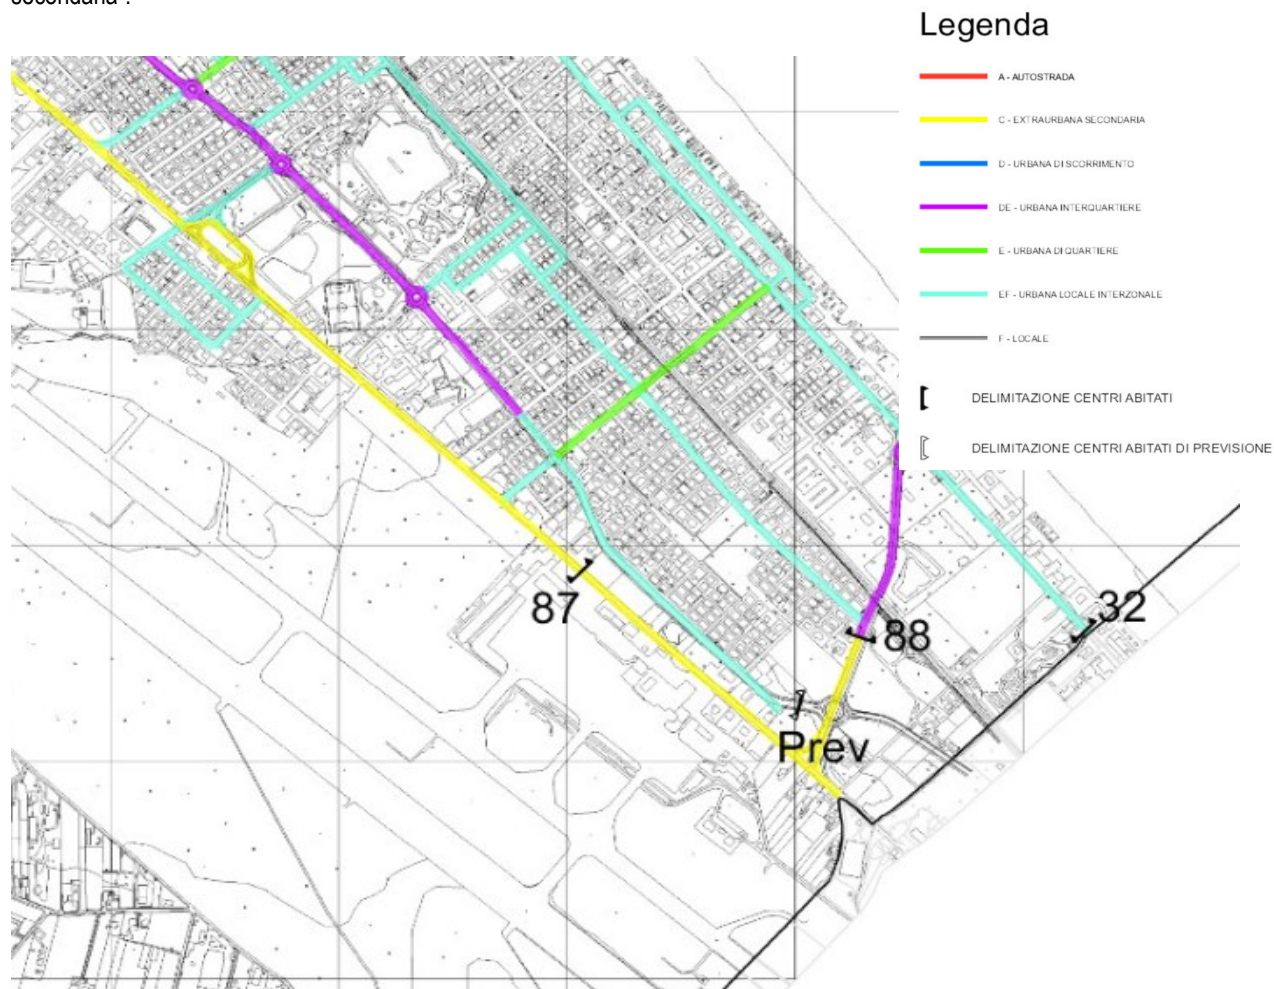 secondaria".
Legenda
A - AUTOSTRADA
C - EXTRAURBANA SECONDARIA
D - URBANA DI SCORRIMENTO
DE - URBANA INTERQUARTIERE
E - URBANA DI QUARTIERE
EF - URBANA LOCALE INTERZONALE
F - LOCALE
DELIMITAZIONE CENTRI ABITATI
DELIMITAZIONE CENTRI ABITATI DI PREVISIONE
87
32
88
Prev